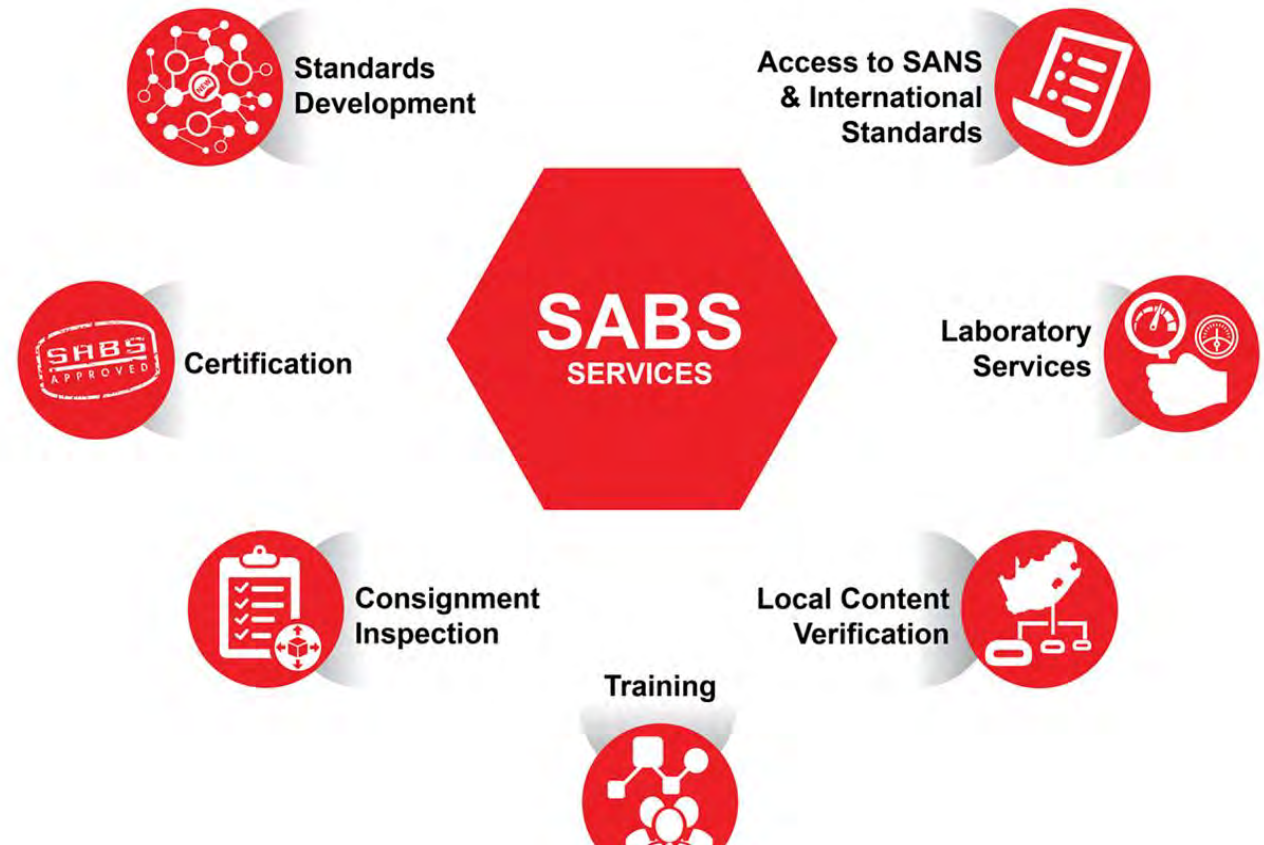 Standards
Development
Access to SANS
& International
Standards
NEW
SABS
SERVICES
SABS
APPROVED
Certification
Laboratory
Services
Consignment
Inspection
Local Content
Verification
Training